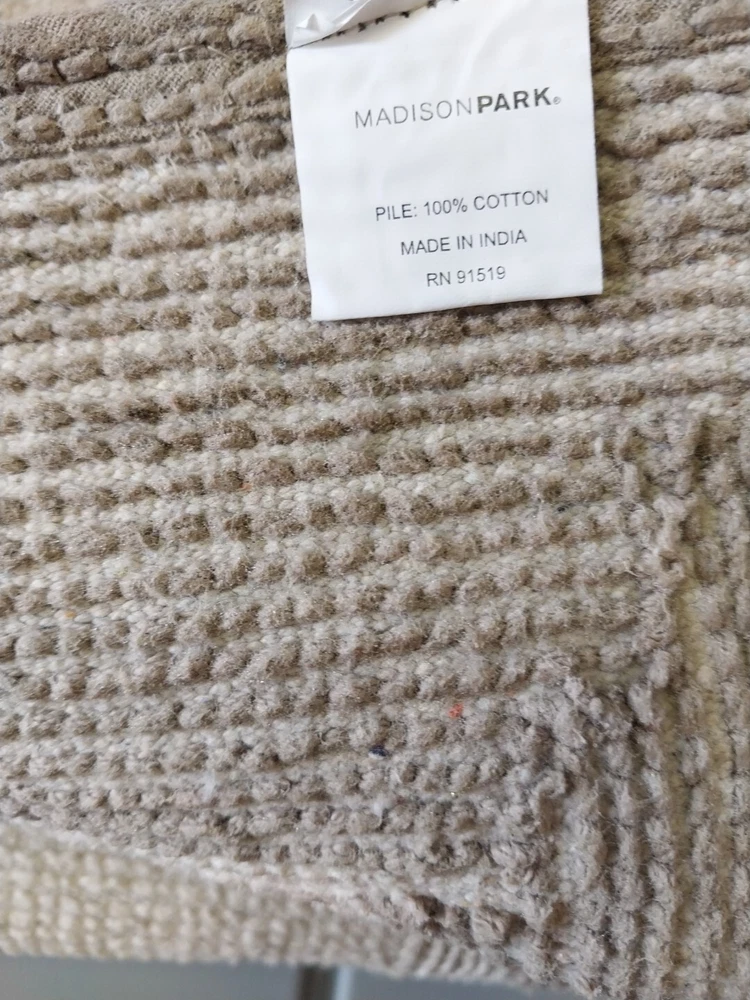 MADISONPARK®
PILE: 100% COTTON
MADE IN INDIA
RN 91519